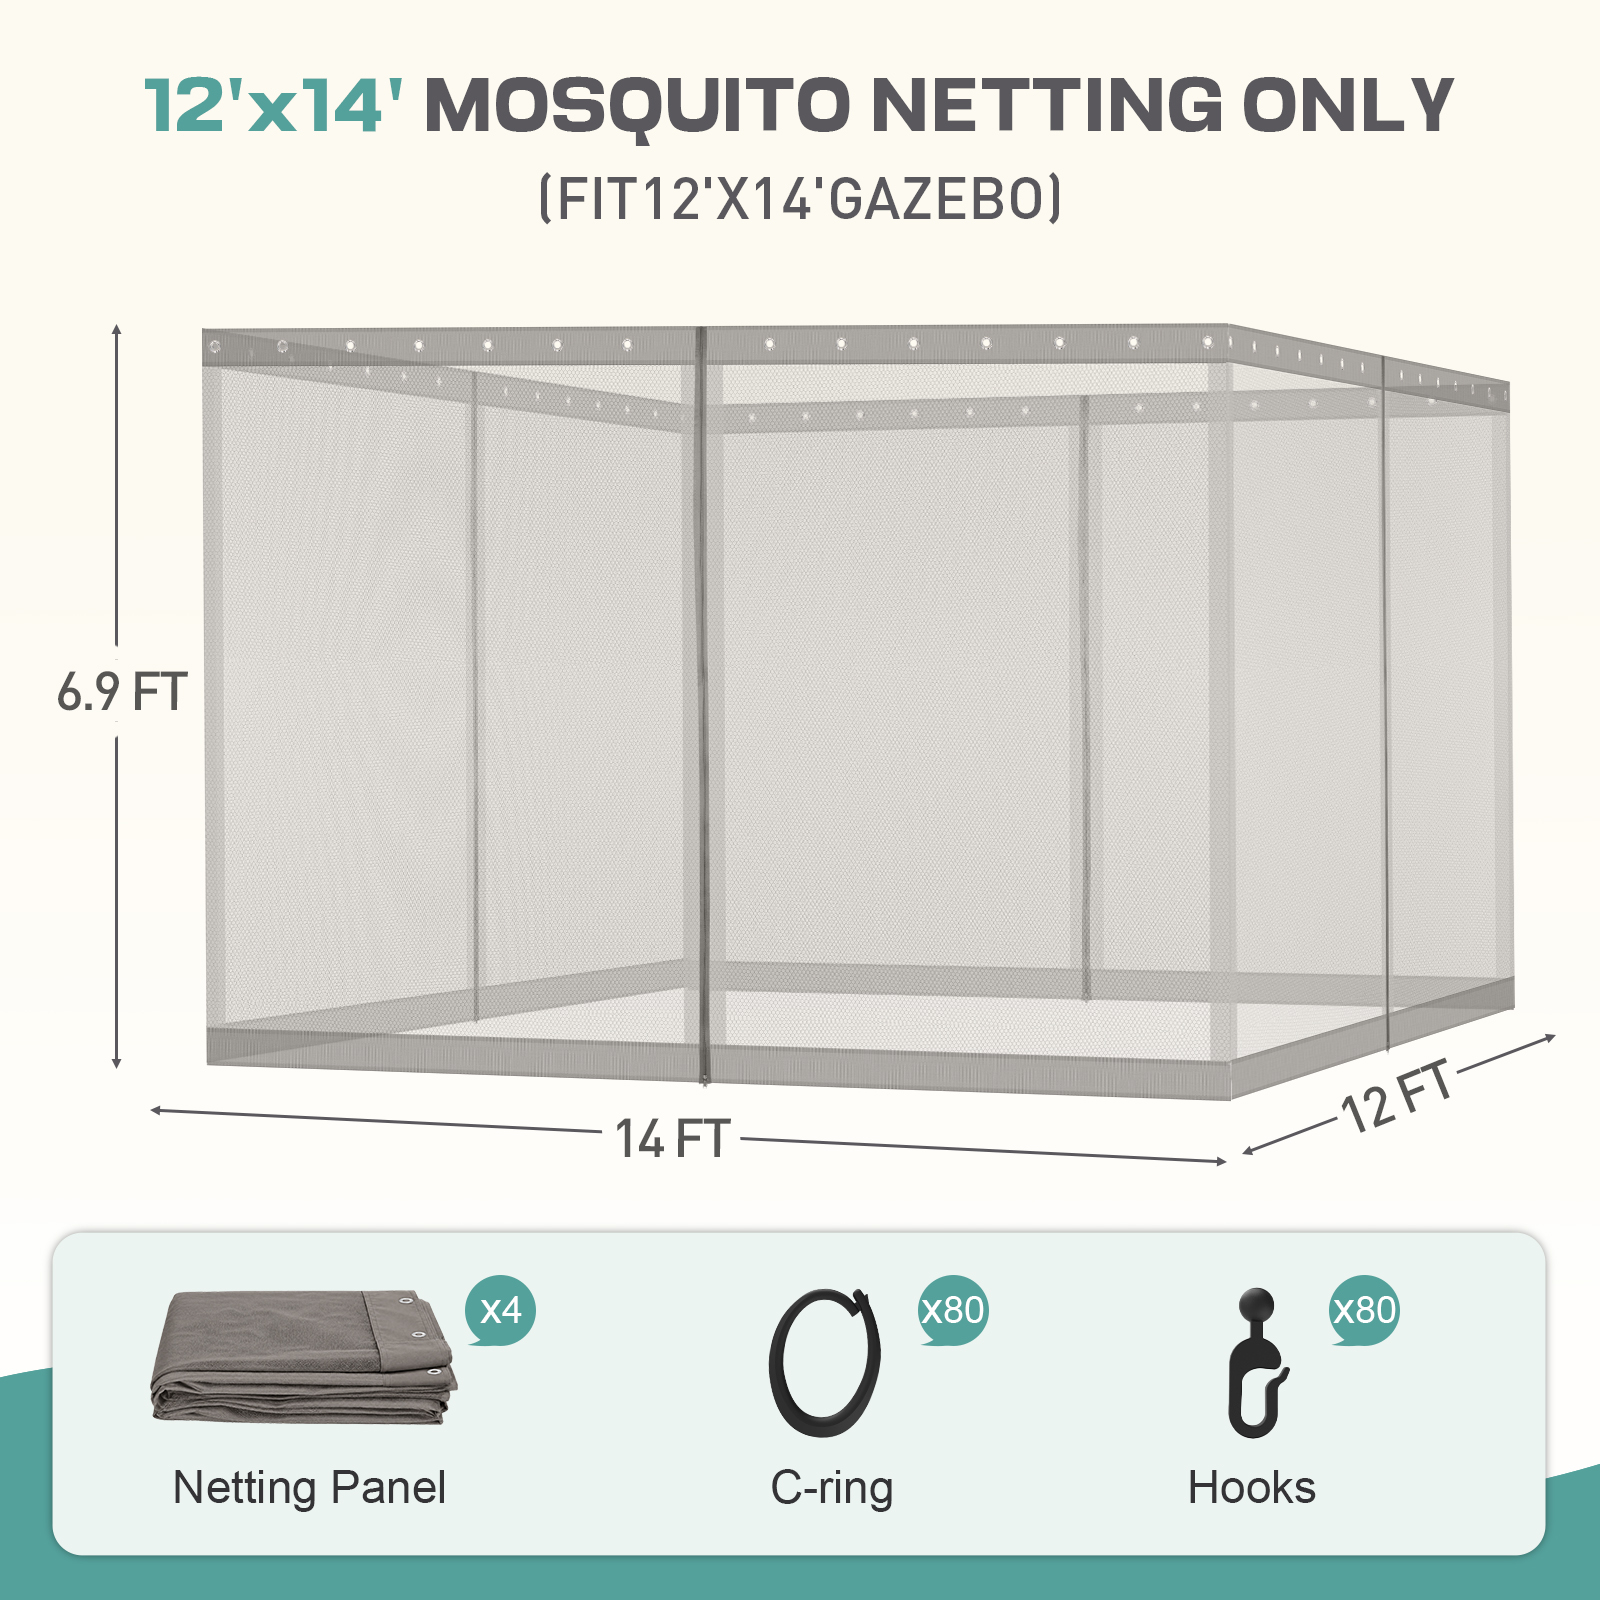 12'x14' MOSQUITO NETTING ONLY
(FIT12'X14'GAZEBO)
6.9 FT
14 FT
12 FT
x4
x80
x80
Netting Panel
C-ring
Hooks